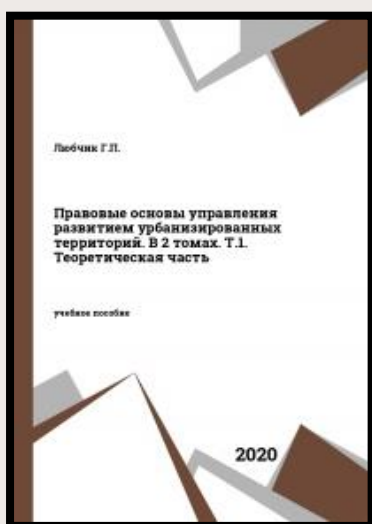 Любчик Г.П.
Правовые основы управления
развитием урбанизированных
территорий. В 2 томах. Т.1.
Теоретическая часть
учебное пособие
2020